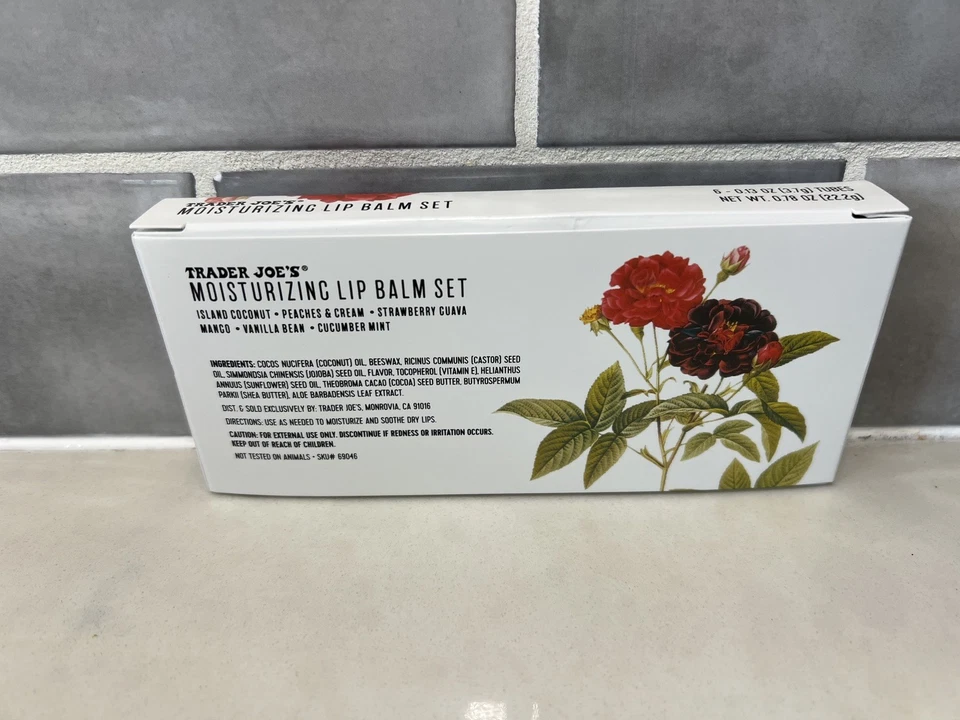 TRADER JOE'S®
MOISTURIZING LIP BALM SET
6 - 0.13 OZ (3.7g) TUBES
NET WT. 0.78 OZ (22.2g)
TRADER JOE'S®
MOISTURIZING LIP BALM SET
ISLAND COCONUT • PEACHES & CREAM • STRAWBERRY GUAVA
MANGO • VANILLA BEAN • CUCUMBER MINT
INGREDIENTS: COCOS NUCIFERA (COCONUT) OIL, BEESWAX, RICINUS COMMUNIS (CASTOR) SEED
OIL, SIMMONDSIA CHINENSIS (JOJOBA) SEED OIL, FLAVOR, TOCOPHEROL (VITAMIN E), HELIANTHUS
ANNUUS (SUNFLOWER) SEED OIL, THEOBROMA CACAO (COCOA) SEED BUTTER, BUTYROSPERMUM
PARKII (SHEA BUTTER), ALOE BARBADENSIS LEAF EXTRACT.
DIST. & SOLD EXCLUSIVELY BY: TRADER JOE'S, MONROVIA, CA 91016
DIRECTIONS: USE AS NEEDED TO MOISTURIZE AND SOOTHE DRY LIPS.
CAUTION: FOR EXTERNAL USE ONLY. DISCONTINUE IF REDNESS OR IRRITATION OCCURS.
KEEP OUT OF REACH OF CHILDREN.
NOT TESTED ON ANIMALS • SKU# 69046